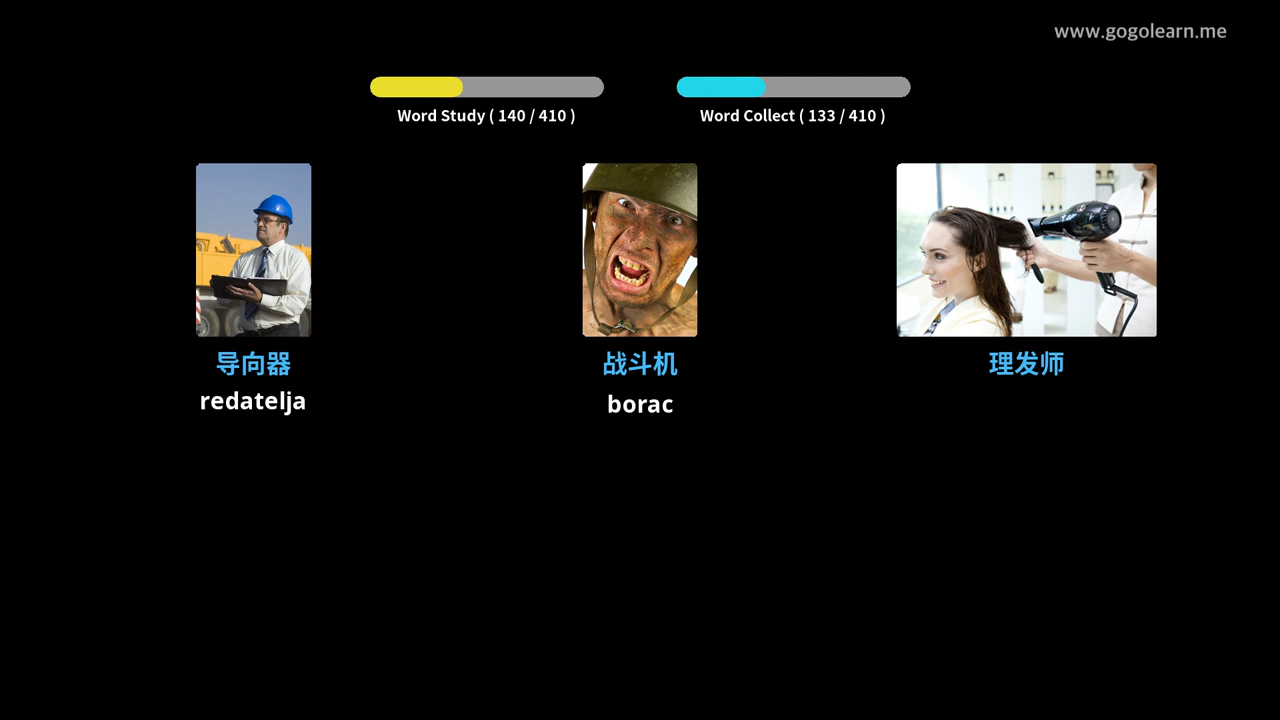 www.gogolearn.me
Word Study ( 140 / 410 )
Word Collect ( 133 / 410 )
导向器
战斗机
理发师
redatelja
borac